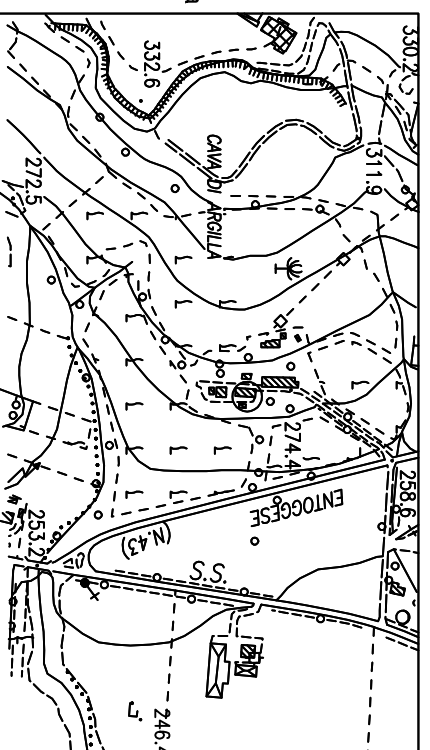 330.2
332.6
311.9
CAVA DI ARGILLA
272.5
274.4
258.6
ENTOGGESE
(N.43)
253.2
S.S.
246.